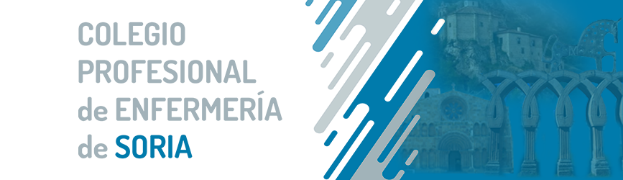 COLEGIO
PROFESIONAL
de ENFERMERÍA
de SORIA